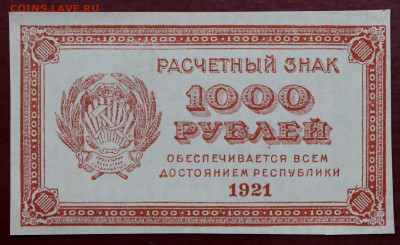 COINS.LAVE.RU
РАСЧЕТНЫЙ ЗНАК
1000
РУБЛЕЙ
ОБЕСПЕЧИВАЕТСЯ ВСЕМ
ДОСТОЯНИЕМ РЕСПУБЛИКИ
1921